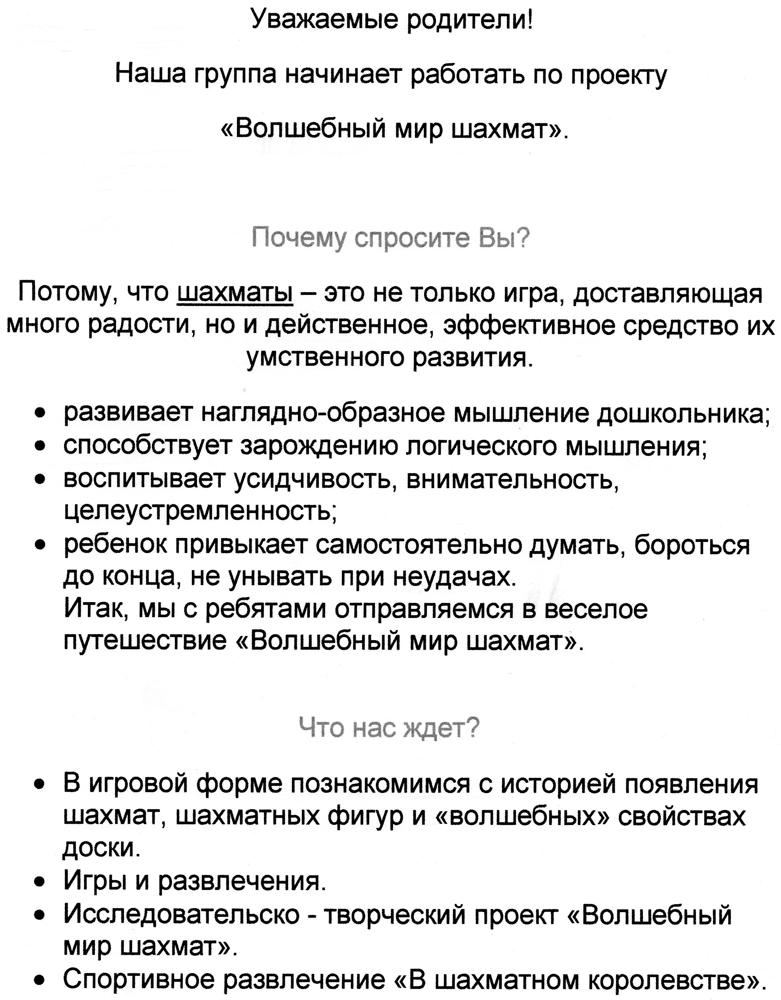 Уважаемые родители!
Наша группа начинает работать по проекту
«Волшебный мир шахмат».
Почему спросите Вы?
Потому, что шахматы – это не только игра, доставляющая
много радости, но и действенное, эффективное средство их
умственного развития.
• развивает наглядно-образное мышление дошкольника;
• способствует зарождению логического мышления;
• воспитывает усидчивость, внимательность,
целеустремленность;
• ребенок привыкает самостоятельно думать, бороться
до конца, не унывать при неудачах.
Итак, мы с ребятами отправляемся в веселое
путешествие «Волшебный мир шахмат».
Что нас ждет?
• В игровой форме познакомимся с историей появления
шахмат, шахматных фигур и «волшебных» свойствах
доски.
• Игры и развлечения.
• Исследовательско - творческий проект «Волшебный
мир шахмат».
• Спортивное развлечение «В шахматном королевстве».